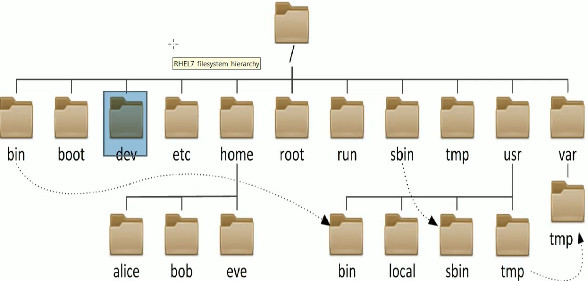 /
RHEL7 filesystem hierarchy
bin boot dev etc home root run sbin tmp usr var
tmp
alice bob eve bin local sbin tmp